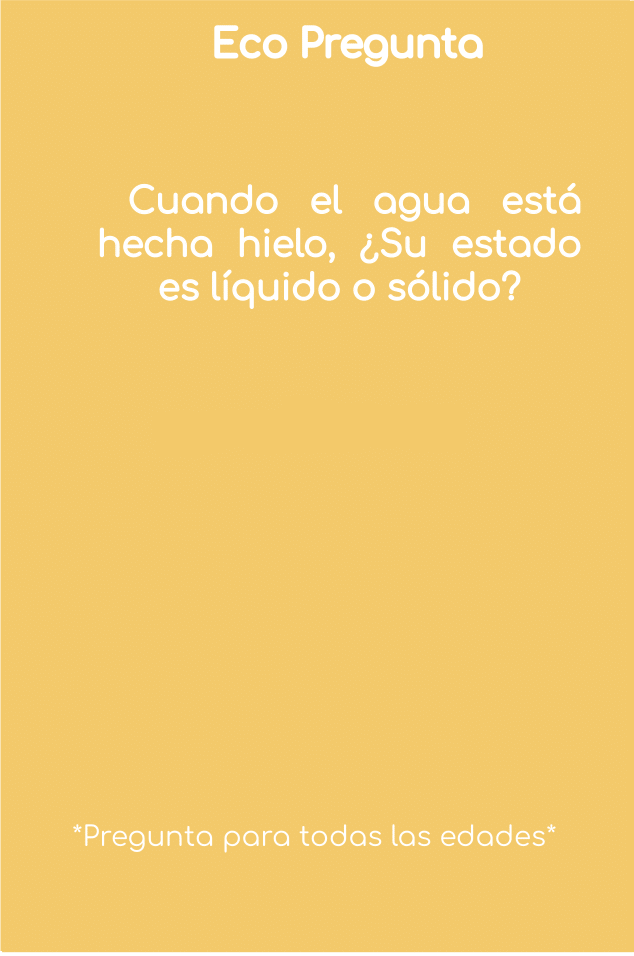 Eco Pregunta
Cuando el agua está
hecha hielo, ¿Su estado
es líquido o sólido?
*Pregunta para todas las edades*